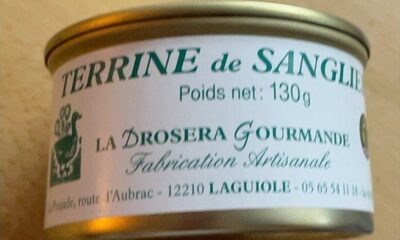 TERRINE de SANGLIE
Poids net : 130g
LA DROSERA GOURMANDE
Fabrication Artisanale
route d'Aubrac - 12210 LAGUIOLE - 05 65 54 11